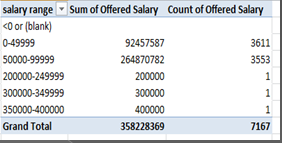 salary range Sum of Offered Salary Count of Offered Salary
<0 or (blank)
0-49999 92457587 3611
50000-99999 264870782 3553
200000-249999 200000 1
300000-349999 300000 1
350000-400000 400000 1
Grand Total 358228369 7167